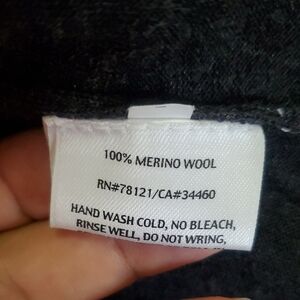 100% MERINO WOOL
RN#78121/CA#34460
HAND WASH COLD, NO BLEACH,
RINSE WELL, DO NOT WRING,